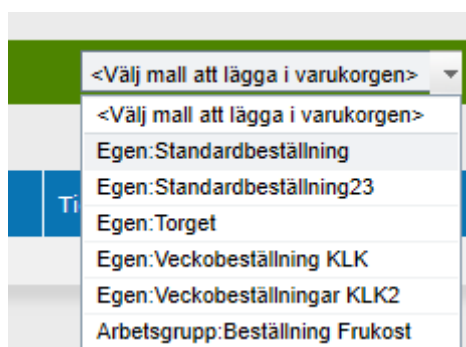 <Välj mall att lägga i varukorgen>
<Välj mall att lägga i varukorgen>
Egen:Standardbeställning
Egen:Standardbeställning23
Ti
Egen:Torget
Egen:Veckobeställning KLK
Egen:Veckobeställningar KLK2
Arbetsgrupp:Beställning Frukost